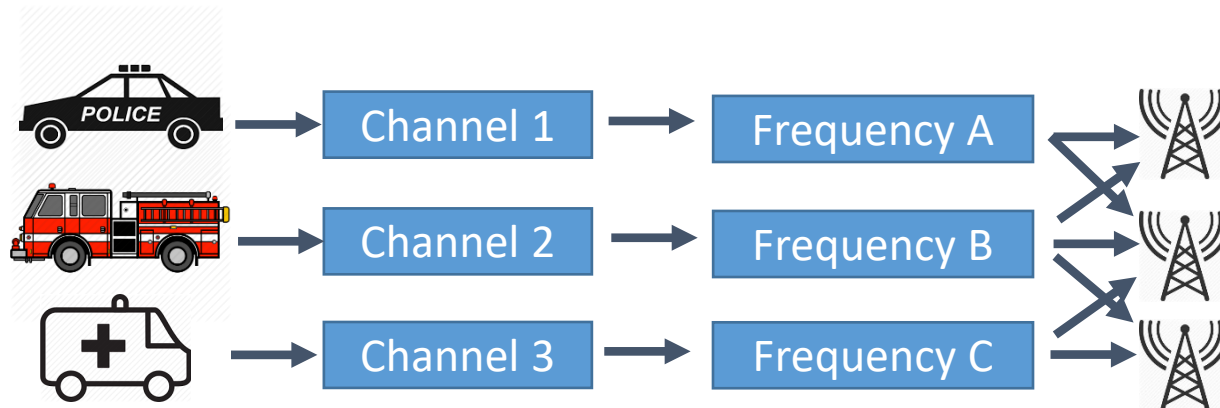 POLICE
Channel 1
Frequency A
Channel 2
Frequency B
Channel 3
Frequency C